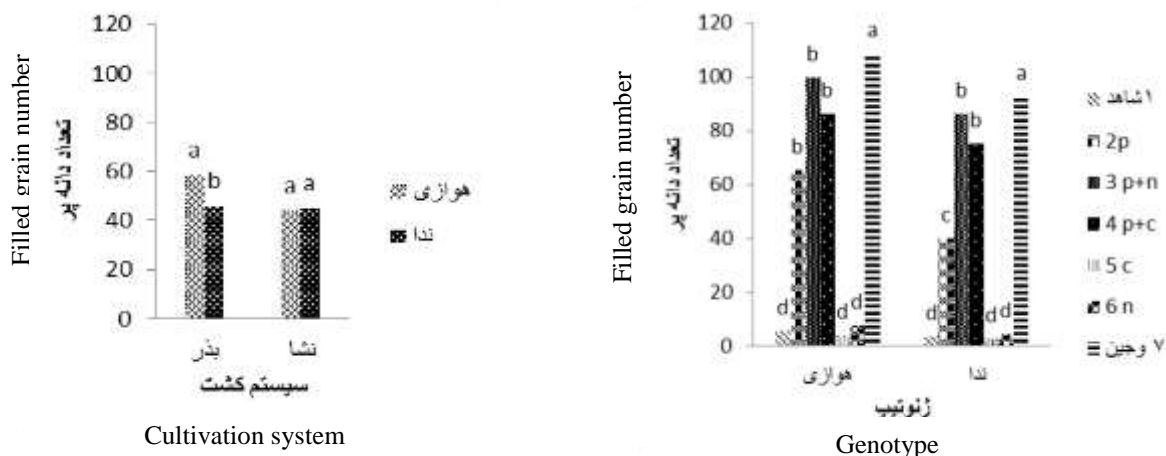 Filled grain number
تعداد دانه پر
120
100
80
60
40
20
0
a
b
a
a
بذر
نشا
سیستم کشت
Cultivation system
هوازی
ندا
Filled grain number
تعداد دانه پر
120
100
80
60
40
20
0
d
b
b
b
d
d
a
d
c
b
b
d
d
a
هوازی
ندا
ژنوتیپ
Genotype
۱شاهد
2p
3 p+n
4 p+c
5 c
6 n
۷ وجین